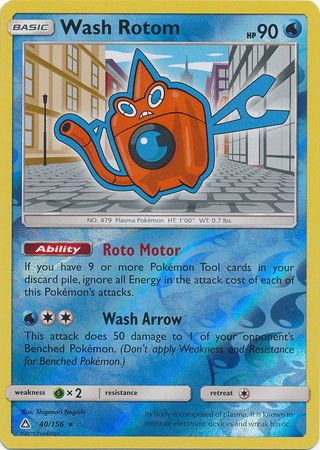 BASIC
Wash Rotom
HP 90
NO. 479 Plasma Pokémon HT: 1'00" WT: 0.7 lbs.
Ability Roto Motor
If you have 9 or more Pokémon Tool cards in your
discard pile, ignore all Energy in the attack cost of each of
this Pokémon's attacks.
Wash Arrow
This attack does 50 damage to 1 of your opponent's
Benched Pokémon. (Don't apply Weakness and Resistance
for Benched Pokémon.)
weakness ×2 resistance retreat
Illus. Shigenori Negishi
40/156 ★
©2018 Pokémon
Its body is composed of plasma. It is known to
infiltrate electronic devices and wreak havoc.